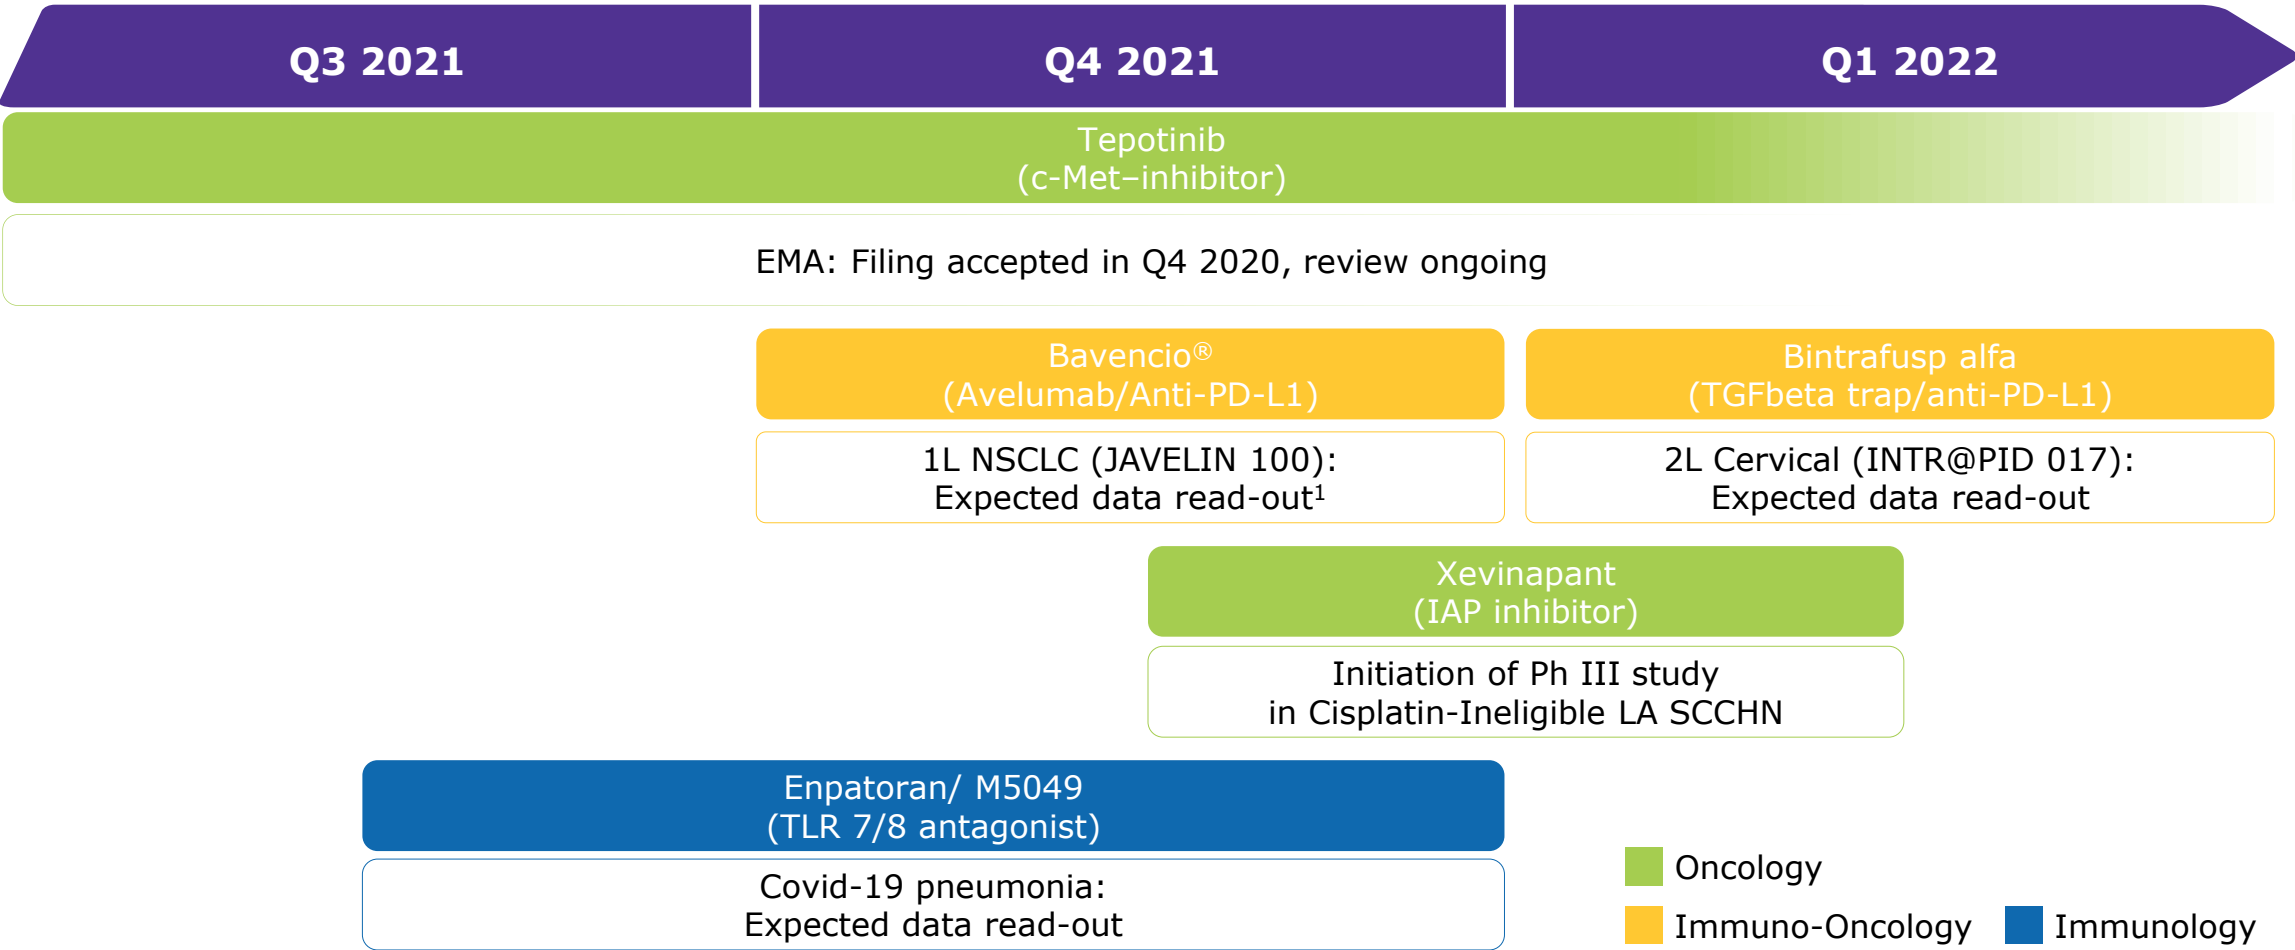 Q3 2021
Q4 2021
Q1 2022
Tepotinib
(c-Met–inhibitor)
EMA: Filing accepted in Q4 2020, review ongoing
Bavencio®
(Avelumab/Anti-PD-L1)
1L NSCLC (JAVELIN 100):
Expected data read-out¹
Bintrafusp alfa
(TGFbeta trap/anti-PD-L1)
2L Cervical (INTR@PID 017):
Expected data read-out
Xevinapant
(IAP inhibitor)
Initiation of Ph III study
in Cisplatin-Ineligible LA SCCHN
Enpatoran/ M5049
(TLR 7/8 antagonist)
Covid-19 pneumonia:
Expected data read-out
Oncology
Immuno-Oncology
Immunology